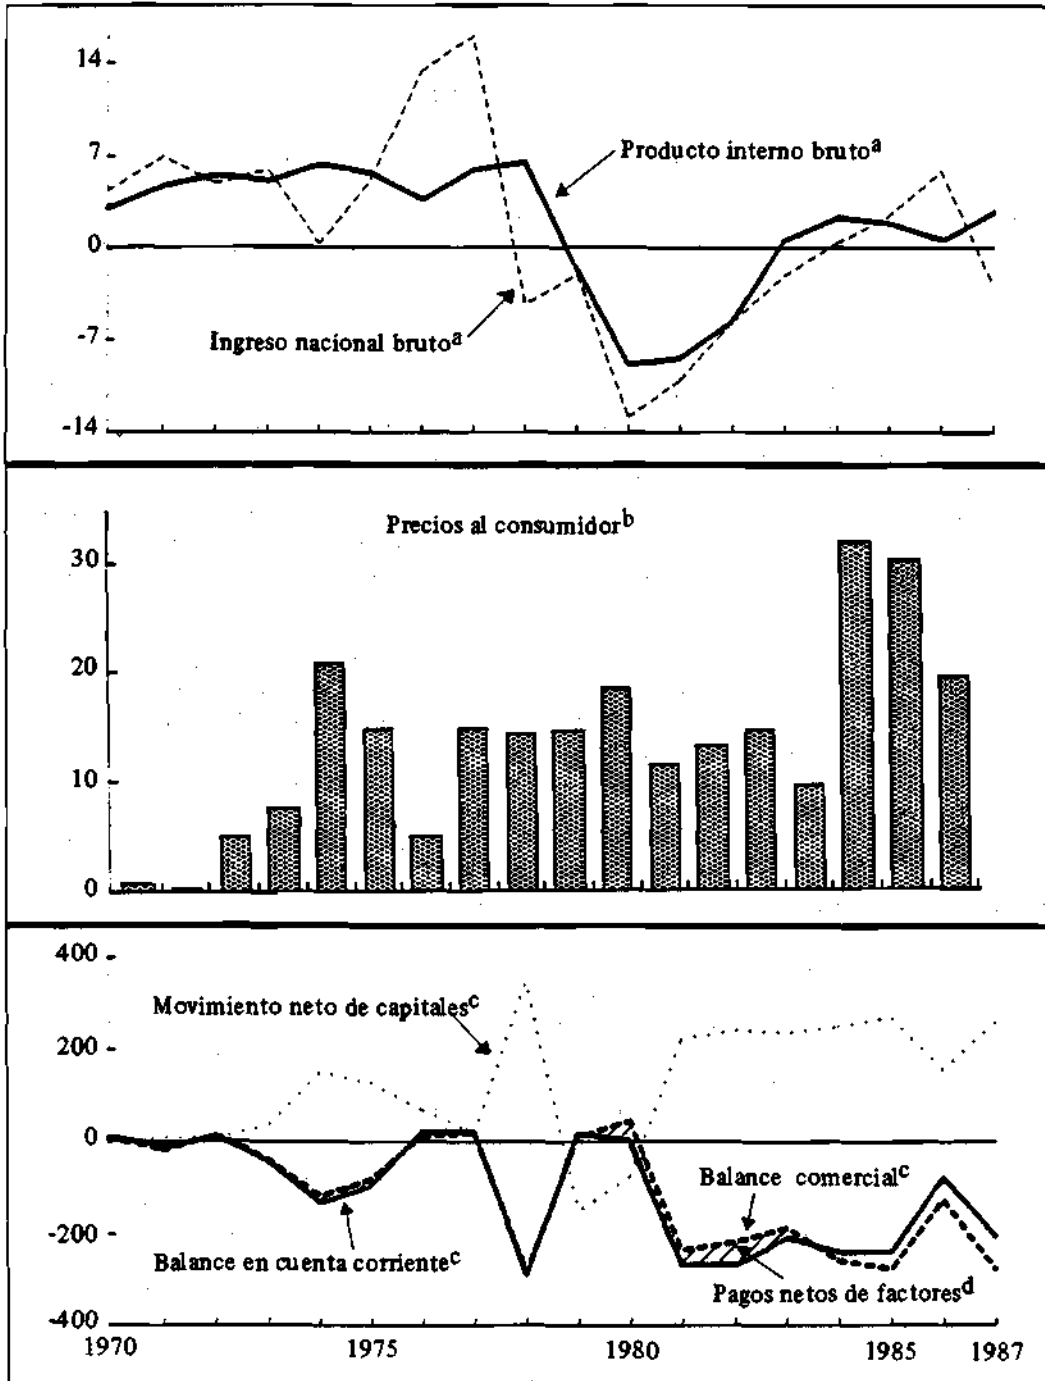 14
7
Producto interno bruto^a
0
Ingreso nacional bruto^a
-7
-14
Precios al consumidor^b
30
20
10
0
400
Movimiento neto de capitales^c
200
0
Balance comercial^c
-200
Balance en cuenta corriente^c
Pagos netos de factores^d
-400
1970 1975 1980 1985 1987